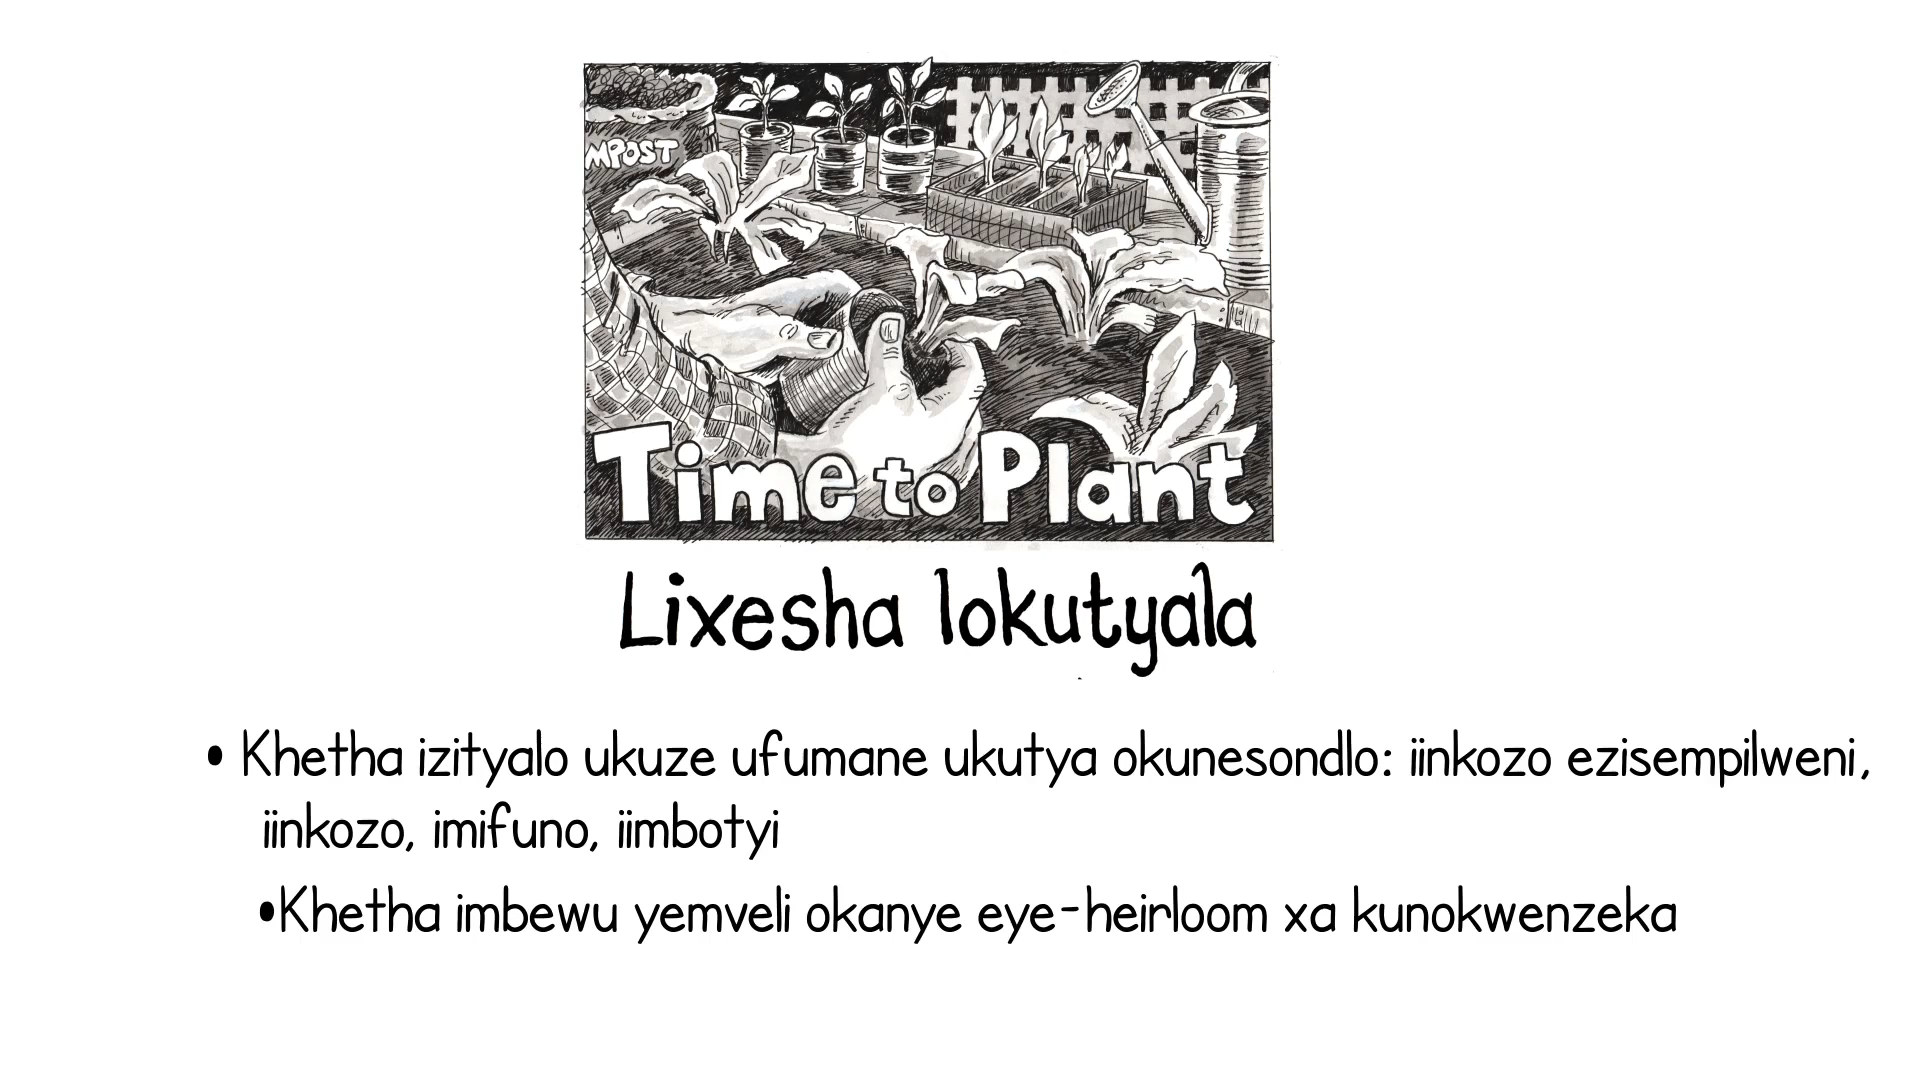 MPOST
Time to Plant
Lixesha lokutyala
• Khetha izityalo ukuze ufumane ukutya okunesondlo: iinkozo ezisempilweni,
iinkozo, imifuno, iimbotyi
•Khetha imbewu yemveli okanye eye-heirloom xa kunokwenzeka